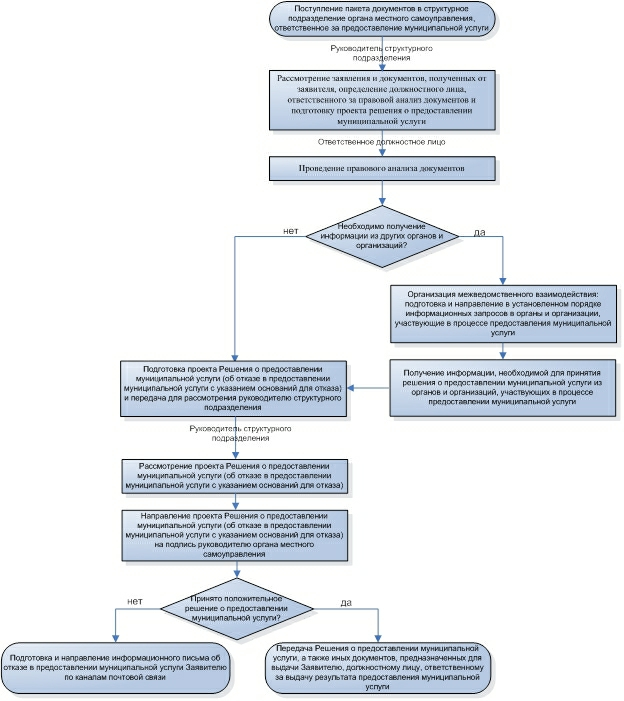 Поступление пакета документов в структурное
подразделение органа местного самоуправления,
ответственное за предоставление муниципальной услуги
Руководитель структурного
подразделения
Рассмотрение заявления и документов, полученных от
заявителя, определение должностного лица,
ответственного за правовой анализ документов и
подготовку проекта решения о предоставлении
муниципальной услуги
Ответственное должностное лицо
Проведение правового анализа документов
Необходимо получение
информации из других органов и
организаций?
нет
да
Организация межведомственного взаимодействия:
подготовка и направление в установленном порядке
информационных запросов в органы и организации,
участвующие в процессе предоставления муниципальной
услуги
Подготовка проекта Решения о предоставлении
муниципальной услуги (об отказе в предоставлении
муниципальной услуги с указанием оснований для отказа)
и передача для рассмотрения руководителю структурного
подразделения
Получение информации, необходимой для принятия
решения о предоставлении муниципальной услуги из
органов и организаций, участвующих в процессе
предоставлении муниципальной услуги
Руководитель структурного
подразделения
Рассмотрение проекта Решения о предоставлении
муниципальной услуги (об отказе в предоставлении
муниципальной услуги с указанием оснований для отказа)
Направление проекта Решения о предоставлении
муниципальной услуги (об отказе в предоставлении
муниципальной услуги с указанием оснований для отказа)
на подпись руководителю органа местного
самоуправления
Принято положительное
решение о предоставлении
муниципальной услуги?
нет
да
Подготовка и направление информационного письма об
отказе в предоставлении муниципальной услуги Заявителю
по каналам почтовой связи
Передача Решения о предоставлении муниципальной
услуги, а также иных документов, предназначенных для
выдачи Заявителю, должностному лицу, ответственному
за выдачу результата предоставления муниципальной
услуги